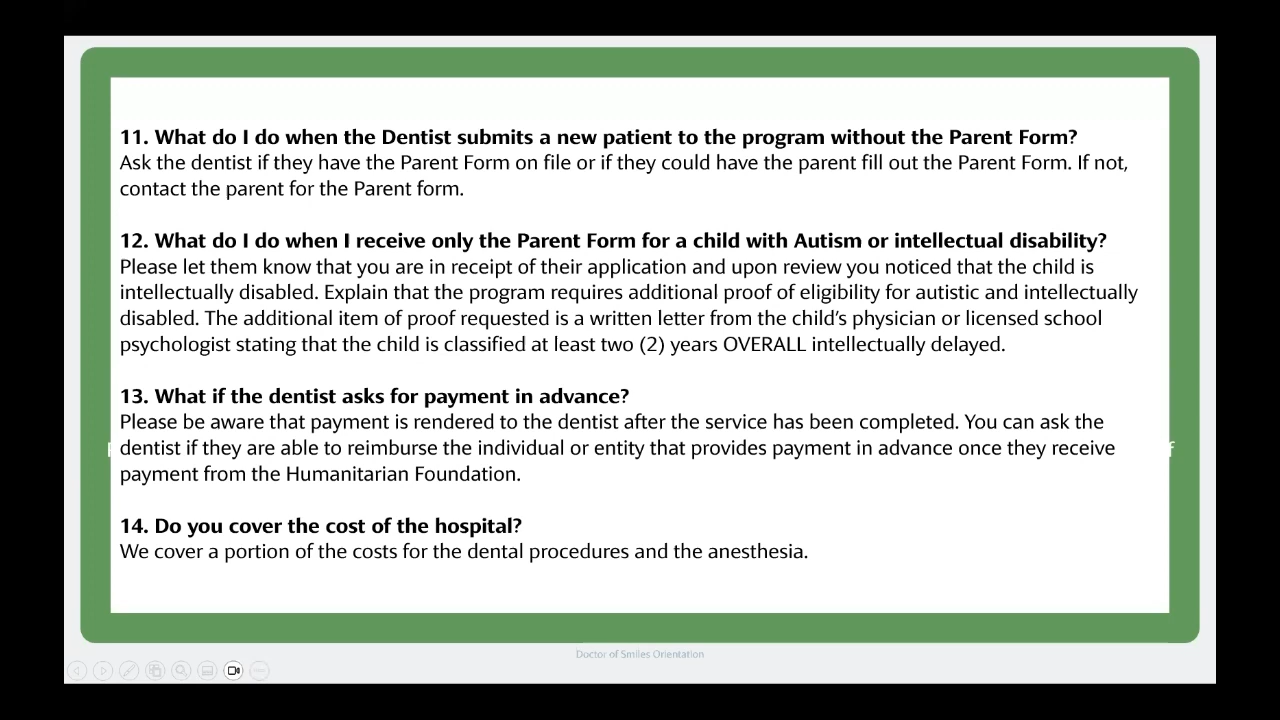 11. What do I do when the Dentist submits a new patient to the program without the Parent Form?
Ask the dentist if they have the Parent Form on file or if they could have the parent fill out the Parent Form. If not,
contact the parent for the Parent form.
12. What do I do when I receive only the Parent Form for a child with Autism or intellectual disability?
Please let them know that you are in receipt of their application and upon review you noticed that the child is
intellectually disabled. Explain that the program requires additional proof of eligibility for autistic and intellectually
disabled. The additional item of proof requested is a written letter from the child’s physician or licensed school
psychologist stating that the child is classified at least two (2) years OVERALL intellectually delayed.
13. What if the dentist asks for payment in advance?
Please be aware that payment is rendered to the dentist after the service has been completed. You can ask the
dentist if they are able to reimburse the individual or entity that provides payment in advance once they receive
payment from the Humanitarian Foundation.
14. Do you cover the cost of the hospital?
We cover a portion of the costs for the dental procedures and the anesthesia.
Doctor of Smiles Orientation